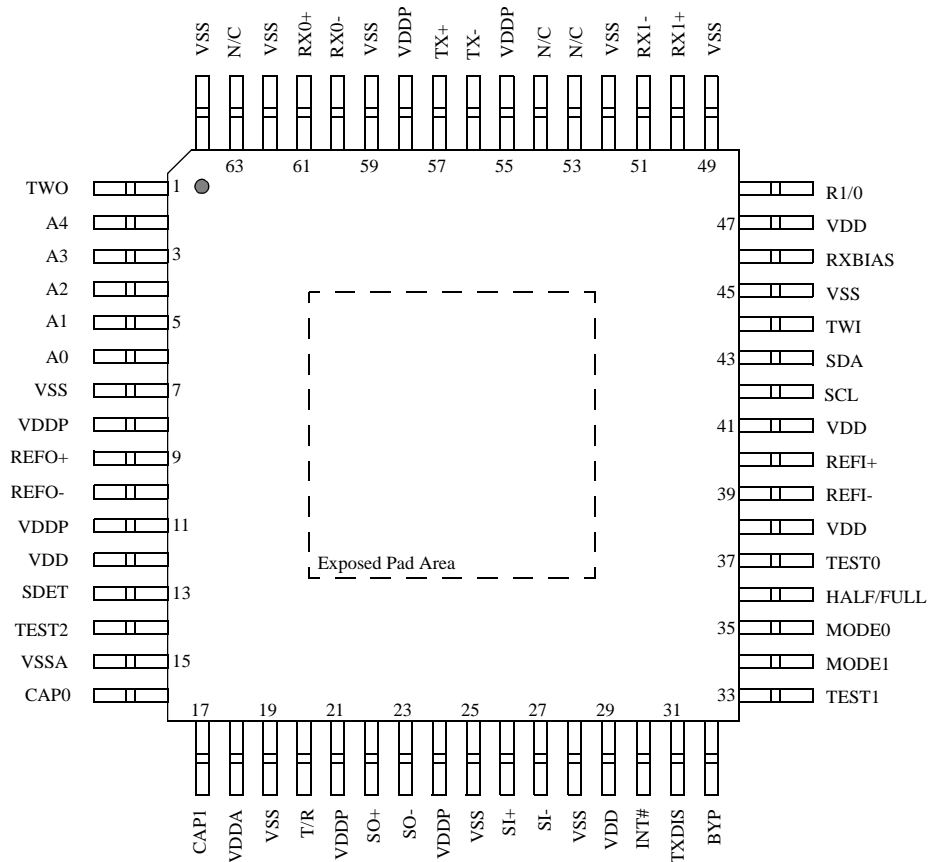 VSS
N/C
VSS
RX0+
RX0-
VSS
VDDP
TX+
TX-
VDDP
N/C
N/C
VSS
RX1-
RX1+
VSS
63
61
59
57
55
53
51
49
TWO
1
R1/0
A4
47
VDD
A3
3
RXBIAS
A2
45
VSS
A1
5
TWI
A0
43
SDA
VSS
7
SCL
VDDP
41
VDD
REFO+
9
REFI+
REFO-
39
REFI-
VDDP
11
VDD
VDD
Exposed Pad Area
37
TEST0
SDET
13
HALF/FULL
TEST2
35
MODE0
VSSA
15
MODE1
CAP0
33
TEST1
17
19
21
23
25
27
29
31
CAP1
VDDA
VSS
T/R
VDDP
SO+
SO-
VDDP
VSS
SI+
SI-
VSS
VDD
INT#
TXDIS
BYP